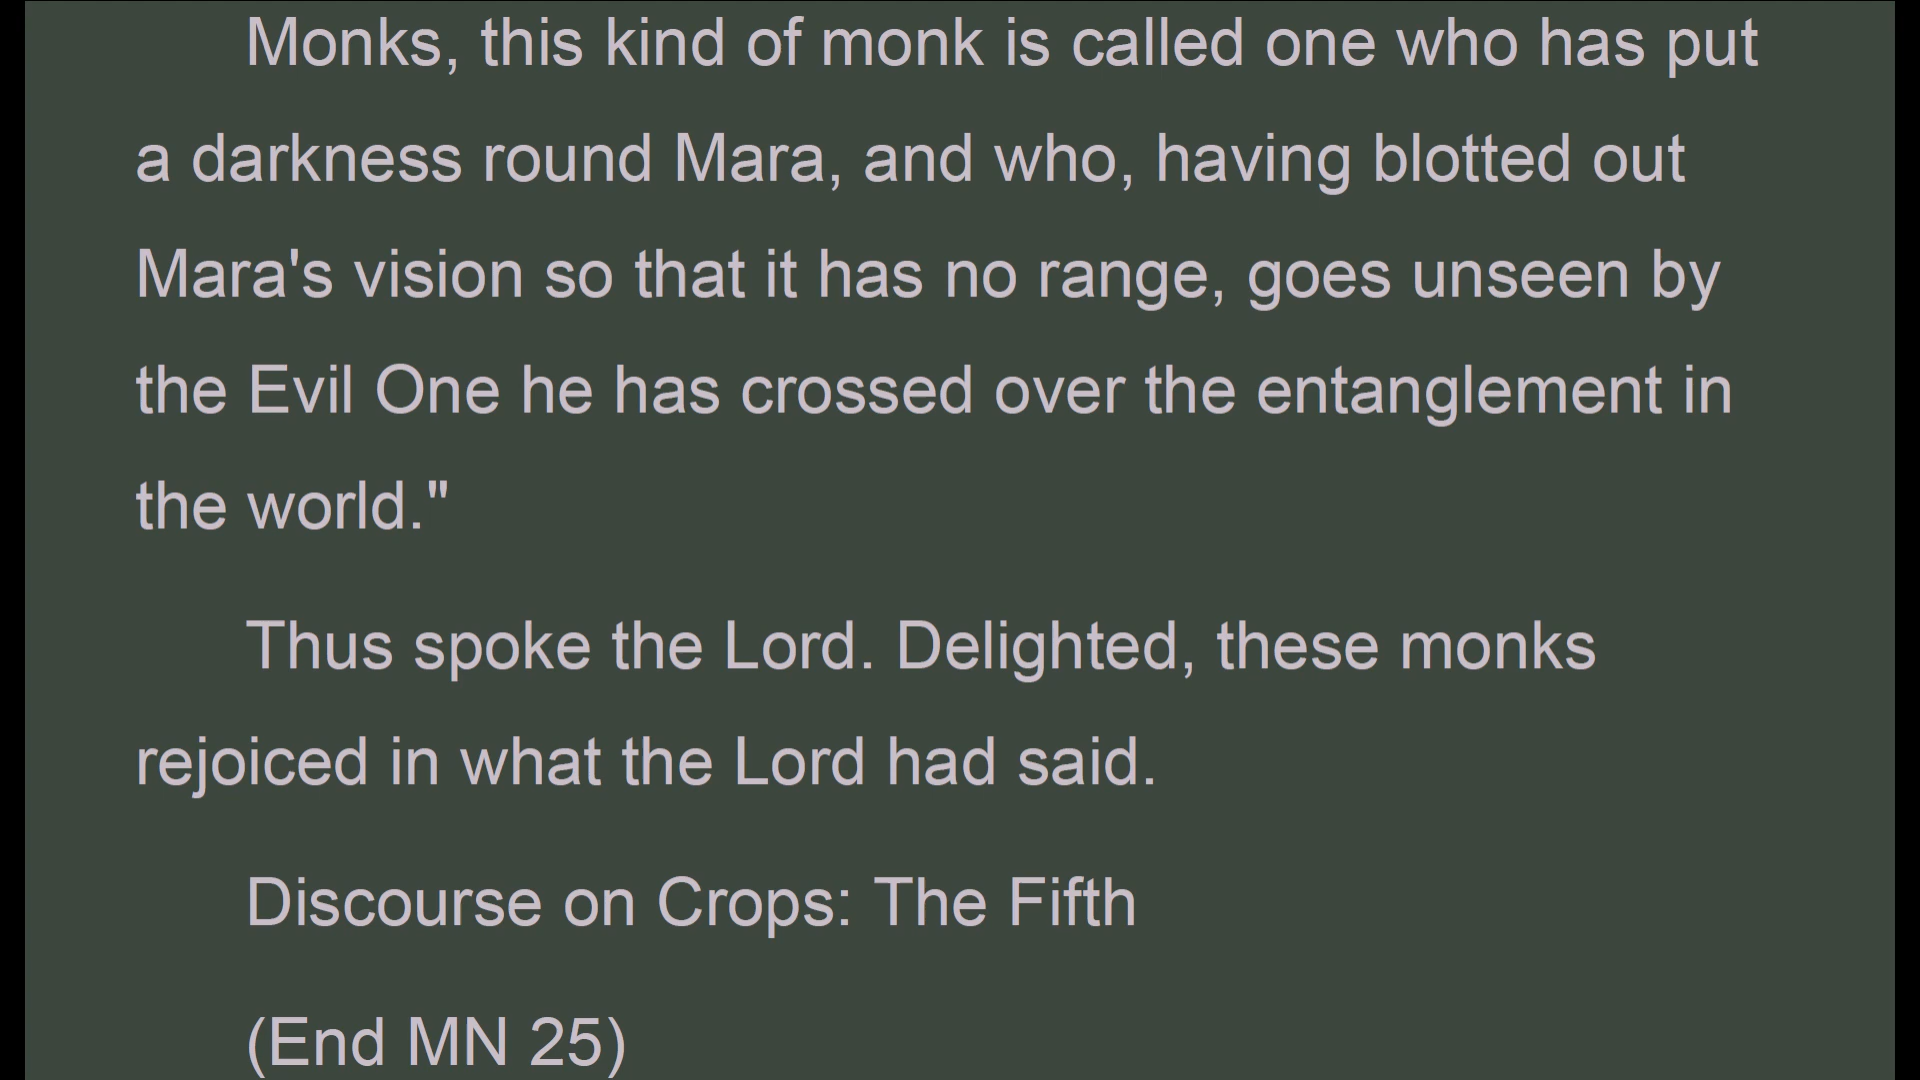 Monks, this kind of monk is called one who has put
a darkness round Mara, and who, having blotted out
Mara's vision so that it has no range, goes unseen by
the Evil One he has crossed over the entanglement in
the world."
Thus spoke the Lord. Delighted, these monks
rejoiced in what the Lord had said.
Discourse on Crops: The Fifth
(End MN 25)